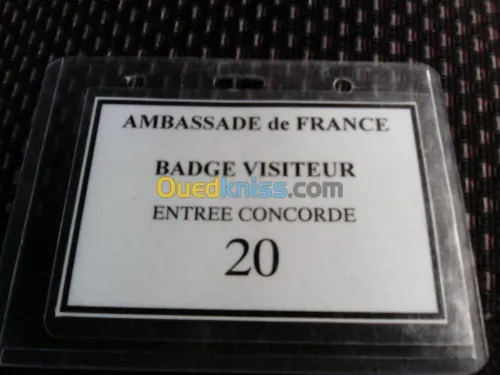 AMBASSADE de FRANCE
BADGE VISITEUR
Ouedkniss.com
ENTREE CONCORDE
20